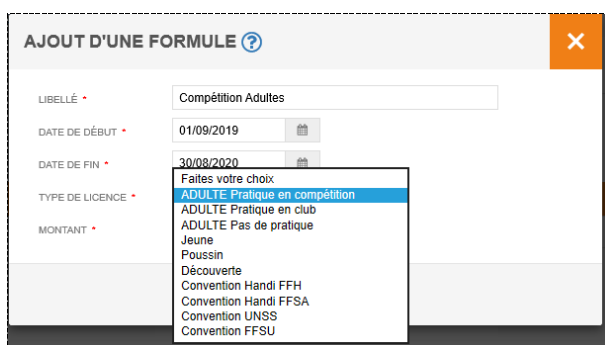 AJOUT D'UNE FORMULE ?
LIBELLÉ * Compétition Adultes
DATE DE DÉBUT * 01/09/2019
DATE DE FIN * 30/08/2020
TYPE DE LICENCE *
MONTANT *
Faites votre choix
ADULTE Pratique en compétition
ADULTE Pratique en club
ADULTE Pas de pratique
Jeune
Poussin
Découverte
Convention Handi FFH
Convention Handi FFSA
Convention UNSS
Convention FFSU